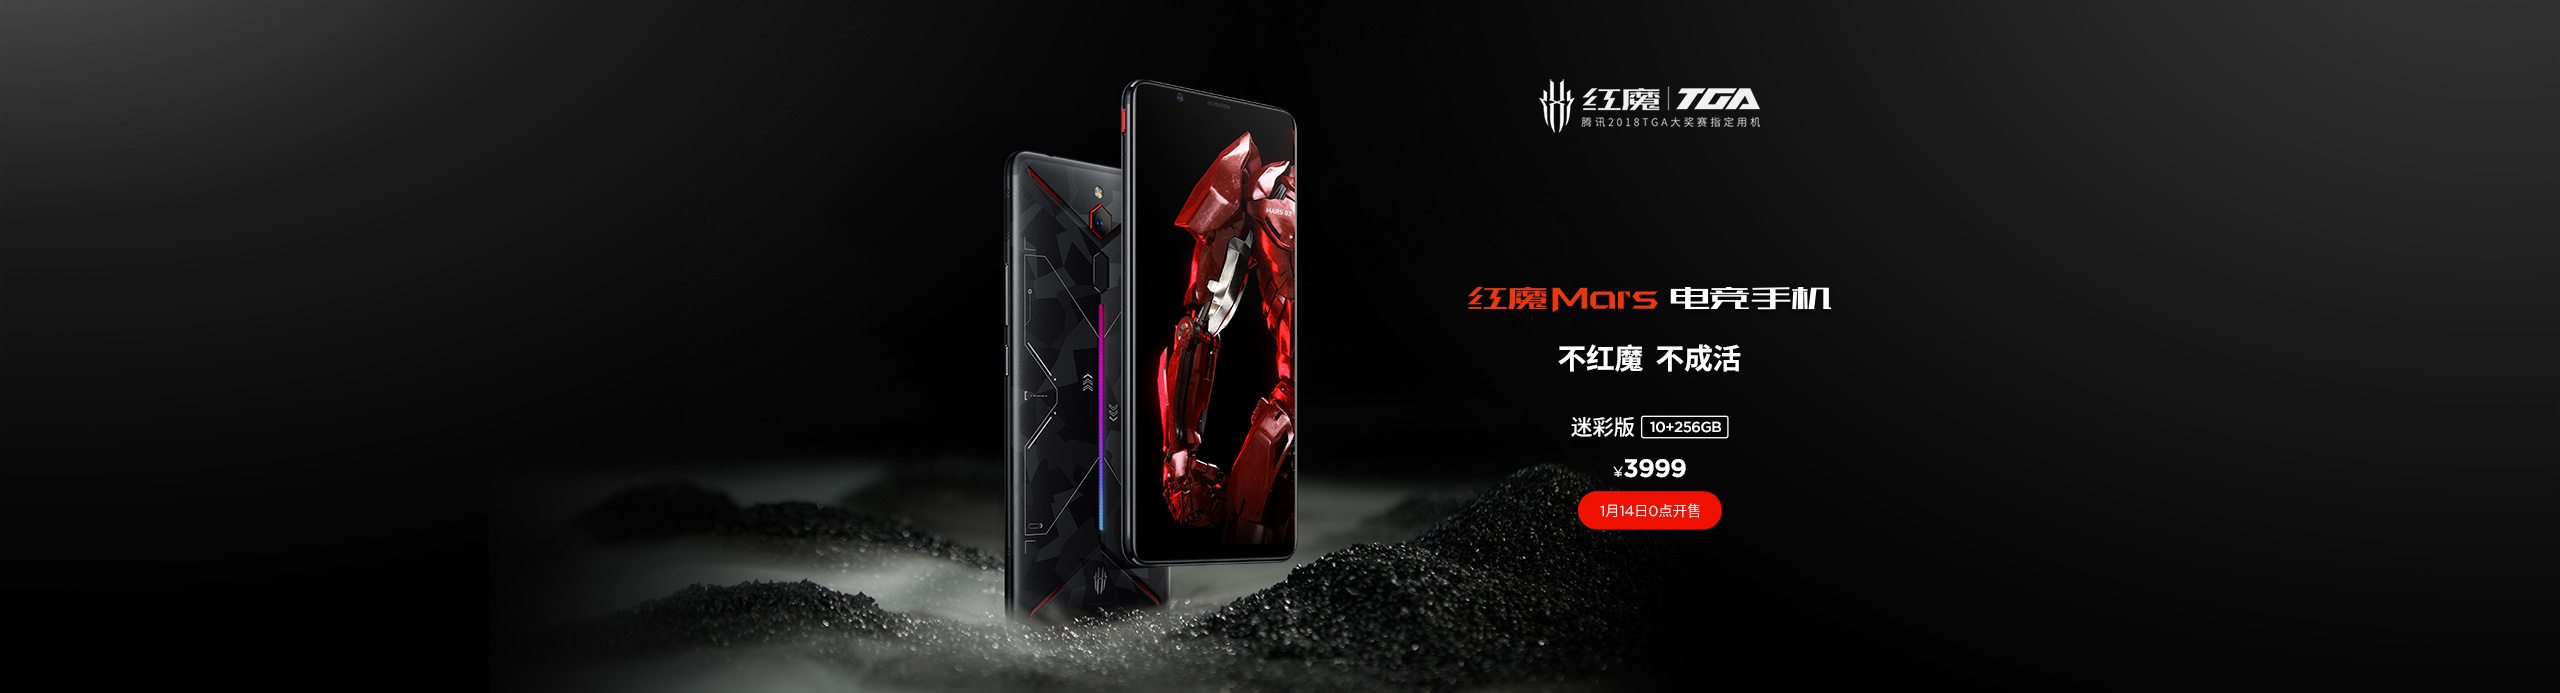 红魔 | TGA
腾讯2018TGA大奖赛指定用机
MARS 02
红魔Mars 电竞手机
不红魔 不成活
迷彩版 10+256GB
¥3999
1月14日0点开售